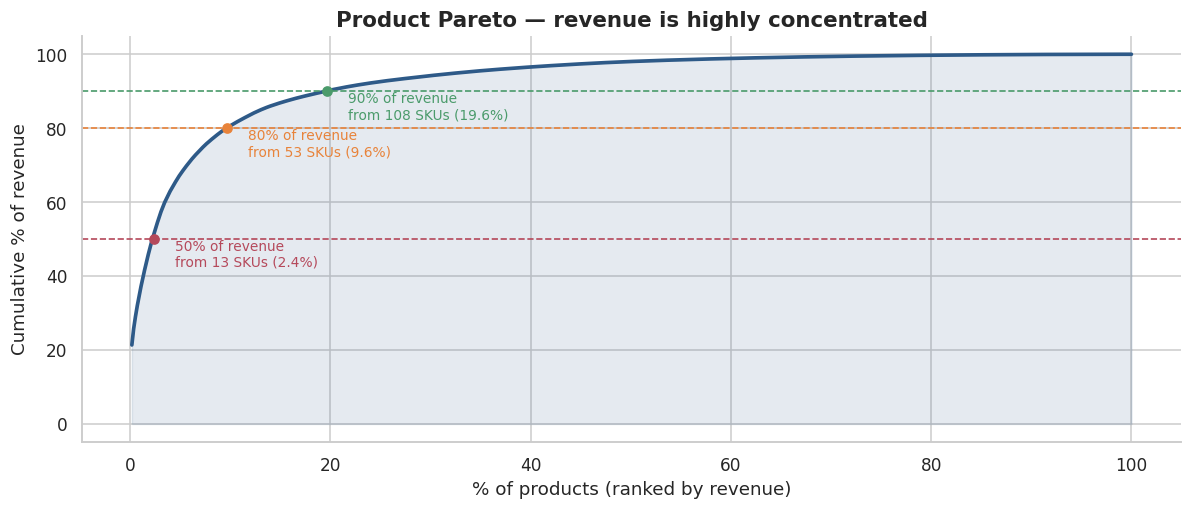 Product Pareto — revenue is highly concentrated
Cumulative % of revenue
100
80
60
40
20
0
90% of revenue
from 108 SKUs (19.6%)
80% of revenue
from 53 SKUs (9.6%)
50% of revenue
from 13 SKUs (2.4%)
0 20 40 60 80 100
% of products (ranked by revenue)